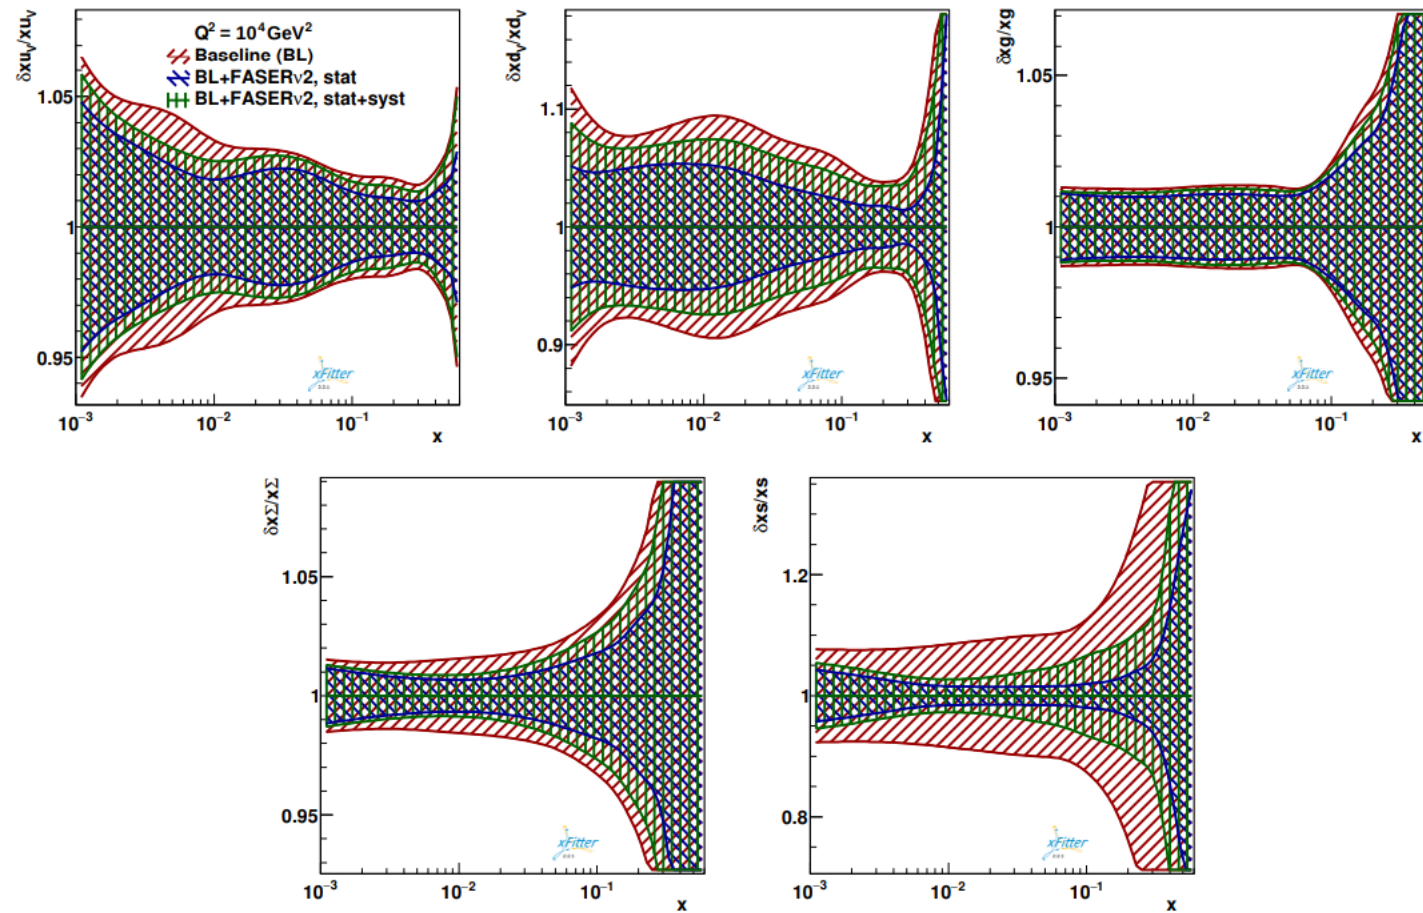 δxu_V/xu_V
Q² = 10⁴ GeV²
Baseline (BL)
BL+FASERν2, stat
BL+FASERν2, stat+syst
1.05
1
0.95
xFitter
10⁻³ 10⁻² 10⁻¹ x
δxd_V/xd_V
1.1
1
0.9
xFitter
10⁻³ 10⁻² 10⁻¹ x
δxg/xg
1.05
1
0.95
xFitter
10⁻³ 10⁻² 10⁻¹ x
δxΣ/xΣ
1.05
1
0.95
xFitter
10⁻³ 10⁻² 10⁻¹ x
δxs/xs
1.2
1
0.8
xFitter
10⁻³ 10⁻² 10⁻¹ x